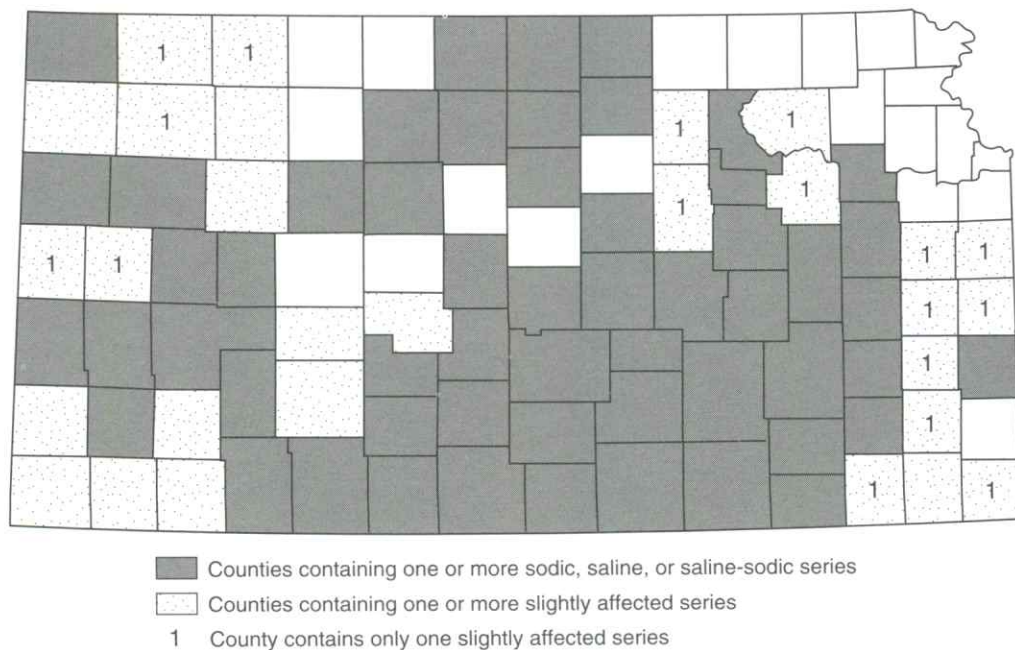 1 1
1 1 1
1
1
1 1 1 1
1 1
1
1
1 1
Counties containing one or more sodic, saline, or saline-sodic series
Counties containing one or more slightly affected series
1 County contains only one slightly affected series